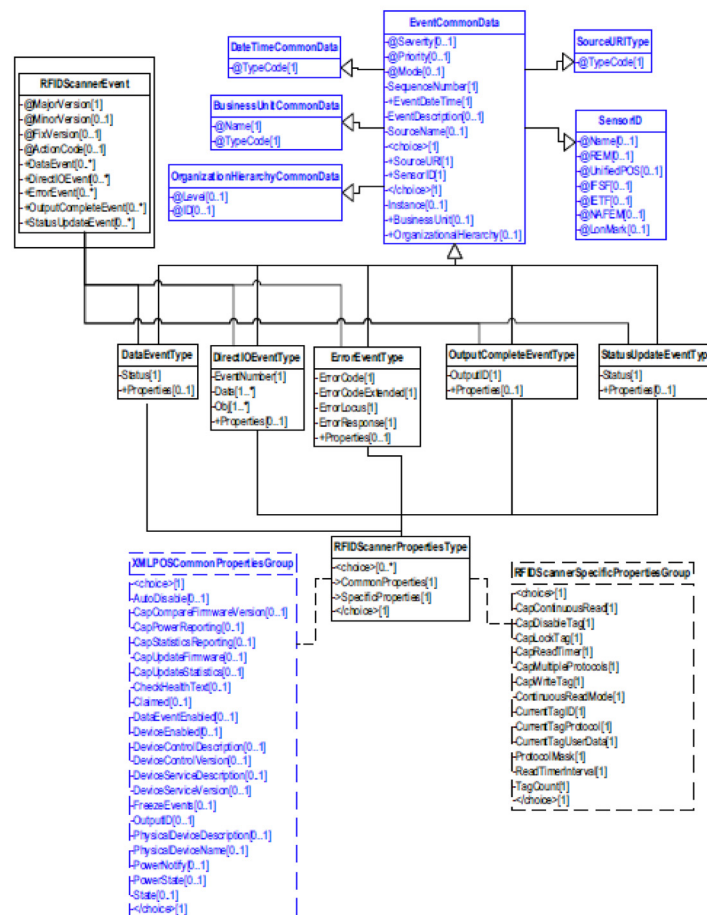 EventCommonData
@Severity[0..1]
@Priority[0..1]
@Mode[0..1]
SequenceNumber[1]
+EventDateTime[1]
EventDescription[0..1]
SourceName[0..1]
<choice>[1]
+SourceURI[1]
+SensorID[1]
</choice>[1]
Instance[0..1]
+BusinessUnit[0..1]
+OrganizationalHierarchy[0..1]
DateTimeCommonData
@TypeCode[1]
BusinessUnitCommonData
@Name[1]
@TypeCode[1]
OrganizationHierarchyCommonData
@Level[0..1]
@ID[0..1]
SourceURIType
@TypeCode[1]
SensorID
@Name[0..1]
@REM[0..1]
@UnifiedPOS[0..1]
@IFSF[0..1]
@IETF[0..1]
@NAFEM[0..1]
@LonMark[0..1]
RFIDScannerEvent
@MajorVersion[1]
@MinorVersion[0..1]
@FixVersion[0..1]
@ActionCode[0..1]
+DataEvent[0..*]
+DirectIOEvent[0..*]
+ErrorEvent[0..*]
+OutputCompleteEvent[0..*]
+StatusUpdateEvent[0..*]
DataEventType
Status[1]
+Properties[0..1]
DirectIOEventType
EventNumber[1]
Data[1..*]
Obj[1..*]
+Properties[0..1]
ErrorEventType
ErrorCode[1]
ErrorCodeExtended[1]
ErrorLocus[1]
ErrorResponse[1]
+Properties[0..1]
OutputCompleteEventType
OutputID[1]
+Properties[0..1]
StatusUpdateEventType
Status[1]
+Properties[0..1]
RFIDScannerPropertiesType
<choice>[0..*]
>CommonProperties[1]
>SpecificProperties[1]
</choice>[1]
XMLPOSCommonPropertiesGroup
<choice>[1]
AutoDisable[0..1]
CapCompareFirmwareVersion[0..1]
CapPowerReporting[0..1]
CapStatisticsReporting[0..1]
CapUpdateFirmware[0..1]
CapUpdateStatistics[0..1]
CheckHealthText[0..1]
Claimed[0..1]
DataEventEnabled[0..1]
DeviceEnabled[0..1]
DeviceControlDescription[0..1]
DeviceControlVersion[0..1]
DeviceServiceDescription[0..1]
DeviceServiceVersion[0..1]
FreezeEvents[0..1]
OutputID[0..1]
PhysicalDeviceDescription[0..1]
PhysicalDeviceName[0..1]
PowerNotify[0..1]
PowerState[0..1]
State[0..1]
</choice>[1]
RFIDScannerSpecificPropertiesGroup
<choice>[1]
CapContinuousRead[1]
CapDisableTag[1]
CapLockTag[1]
CapReadTimer[1]
CapMultipleProtocols[1]
CapWriteTag[1]
ContinuousReadMode[1]
CurrentTagID[1]
CurrentTagProtocol[1]
CurrentTagUserData[1]
ProtocolMask[1]
ReadTimerInterval[1]
TagCount[1]
</choice>[1]